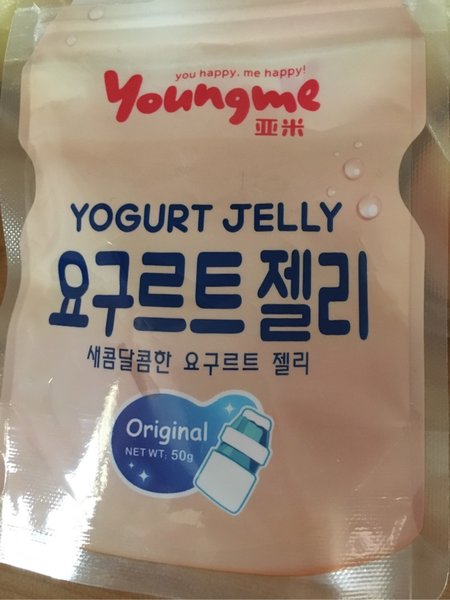 you happy. me happy!
Youngme
亚米
YOGURT JELLY
요구르트 젤리
새콤달콤한 요구르트 젤리
Original
NET WT: 50g